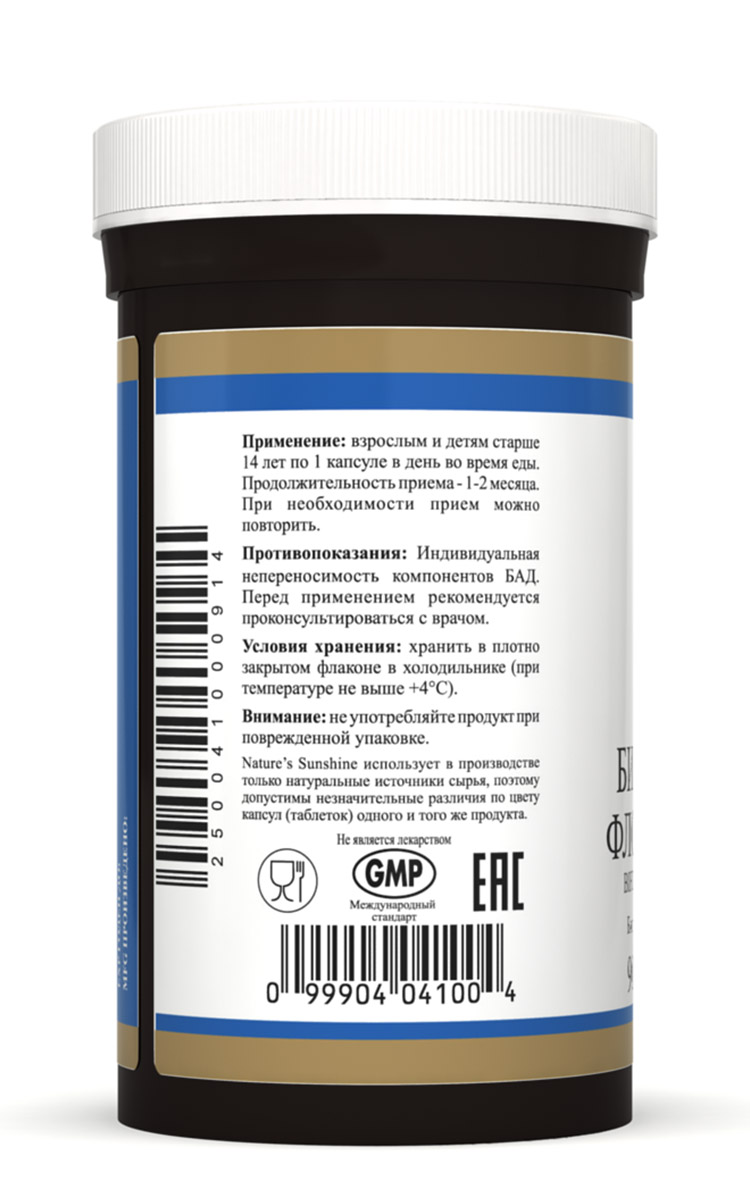 Применение: взрослым и детям старше
14 лет по 1 капсуле в день во время еды.
Продолжительность приема - 1-2 месяца.
При необходимости прием можно
повторить.
Противопоказания: Индивидуальная
непереносимость компонентов БАД.
Перед применением рекомендуется
проконсультироваться с врачом.
Условия хранения: хранить в плотно
закрытом флаконе в холодильнике (при
температуре не выше +4°C).
Внимание: не употребляйте продукт при
поврежденной упаковке.
Nature's Sunshine использует в производстве
только натуральные источники сырья, поэтому
допустимы незначительные различия по цвету
капсул (таблеток) одного и того же продукта.
Не является лекарством
GMP
Международный
стандарт
EAC
0 99904 04100 4
250041000914
MFG ПРОИЗВЕДЕНО: